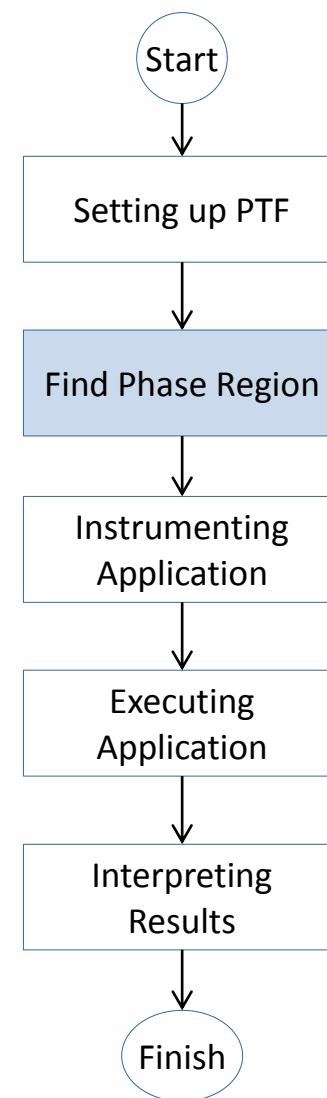 Start
Setting up PTF
Find Phase Region
Instrumenting
Application
Executing
Application
Interpreting
Results
Finish